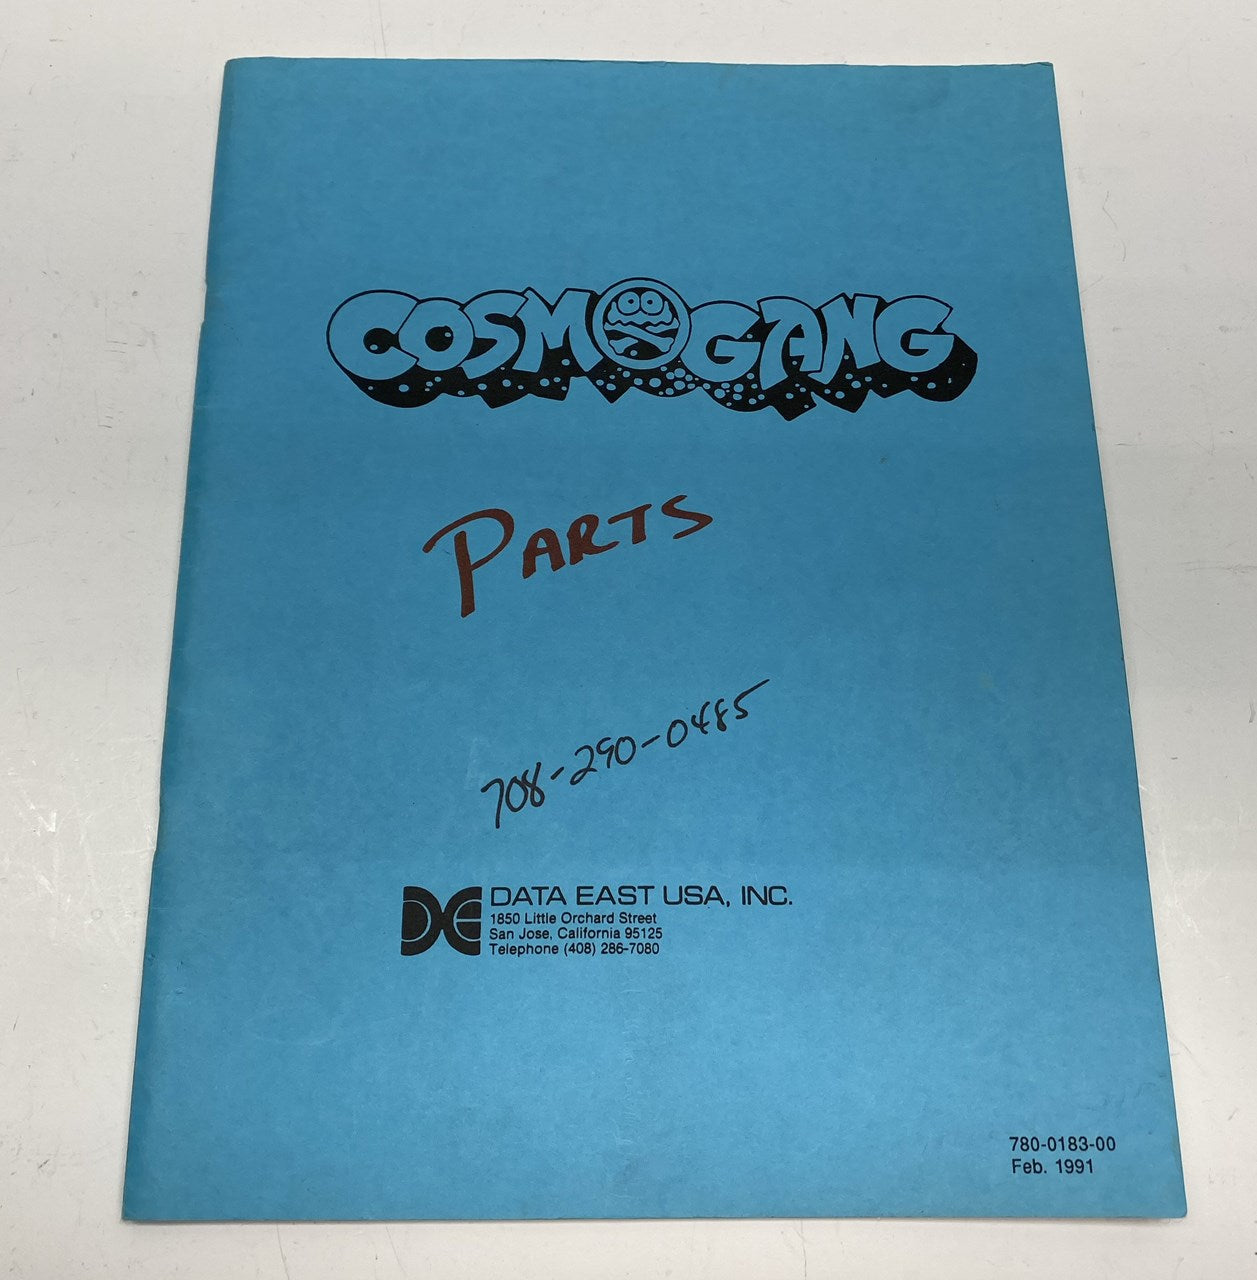 COSMOGANG
PARTS
708-290-0485
DE DATA EAST USA, INC.
1850 Little Orchard Street
San Jose, California 95125
Telephone (408) 286-7080
780-0183-00
Feb. 1991